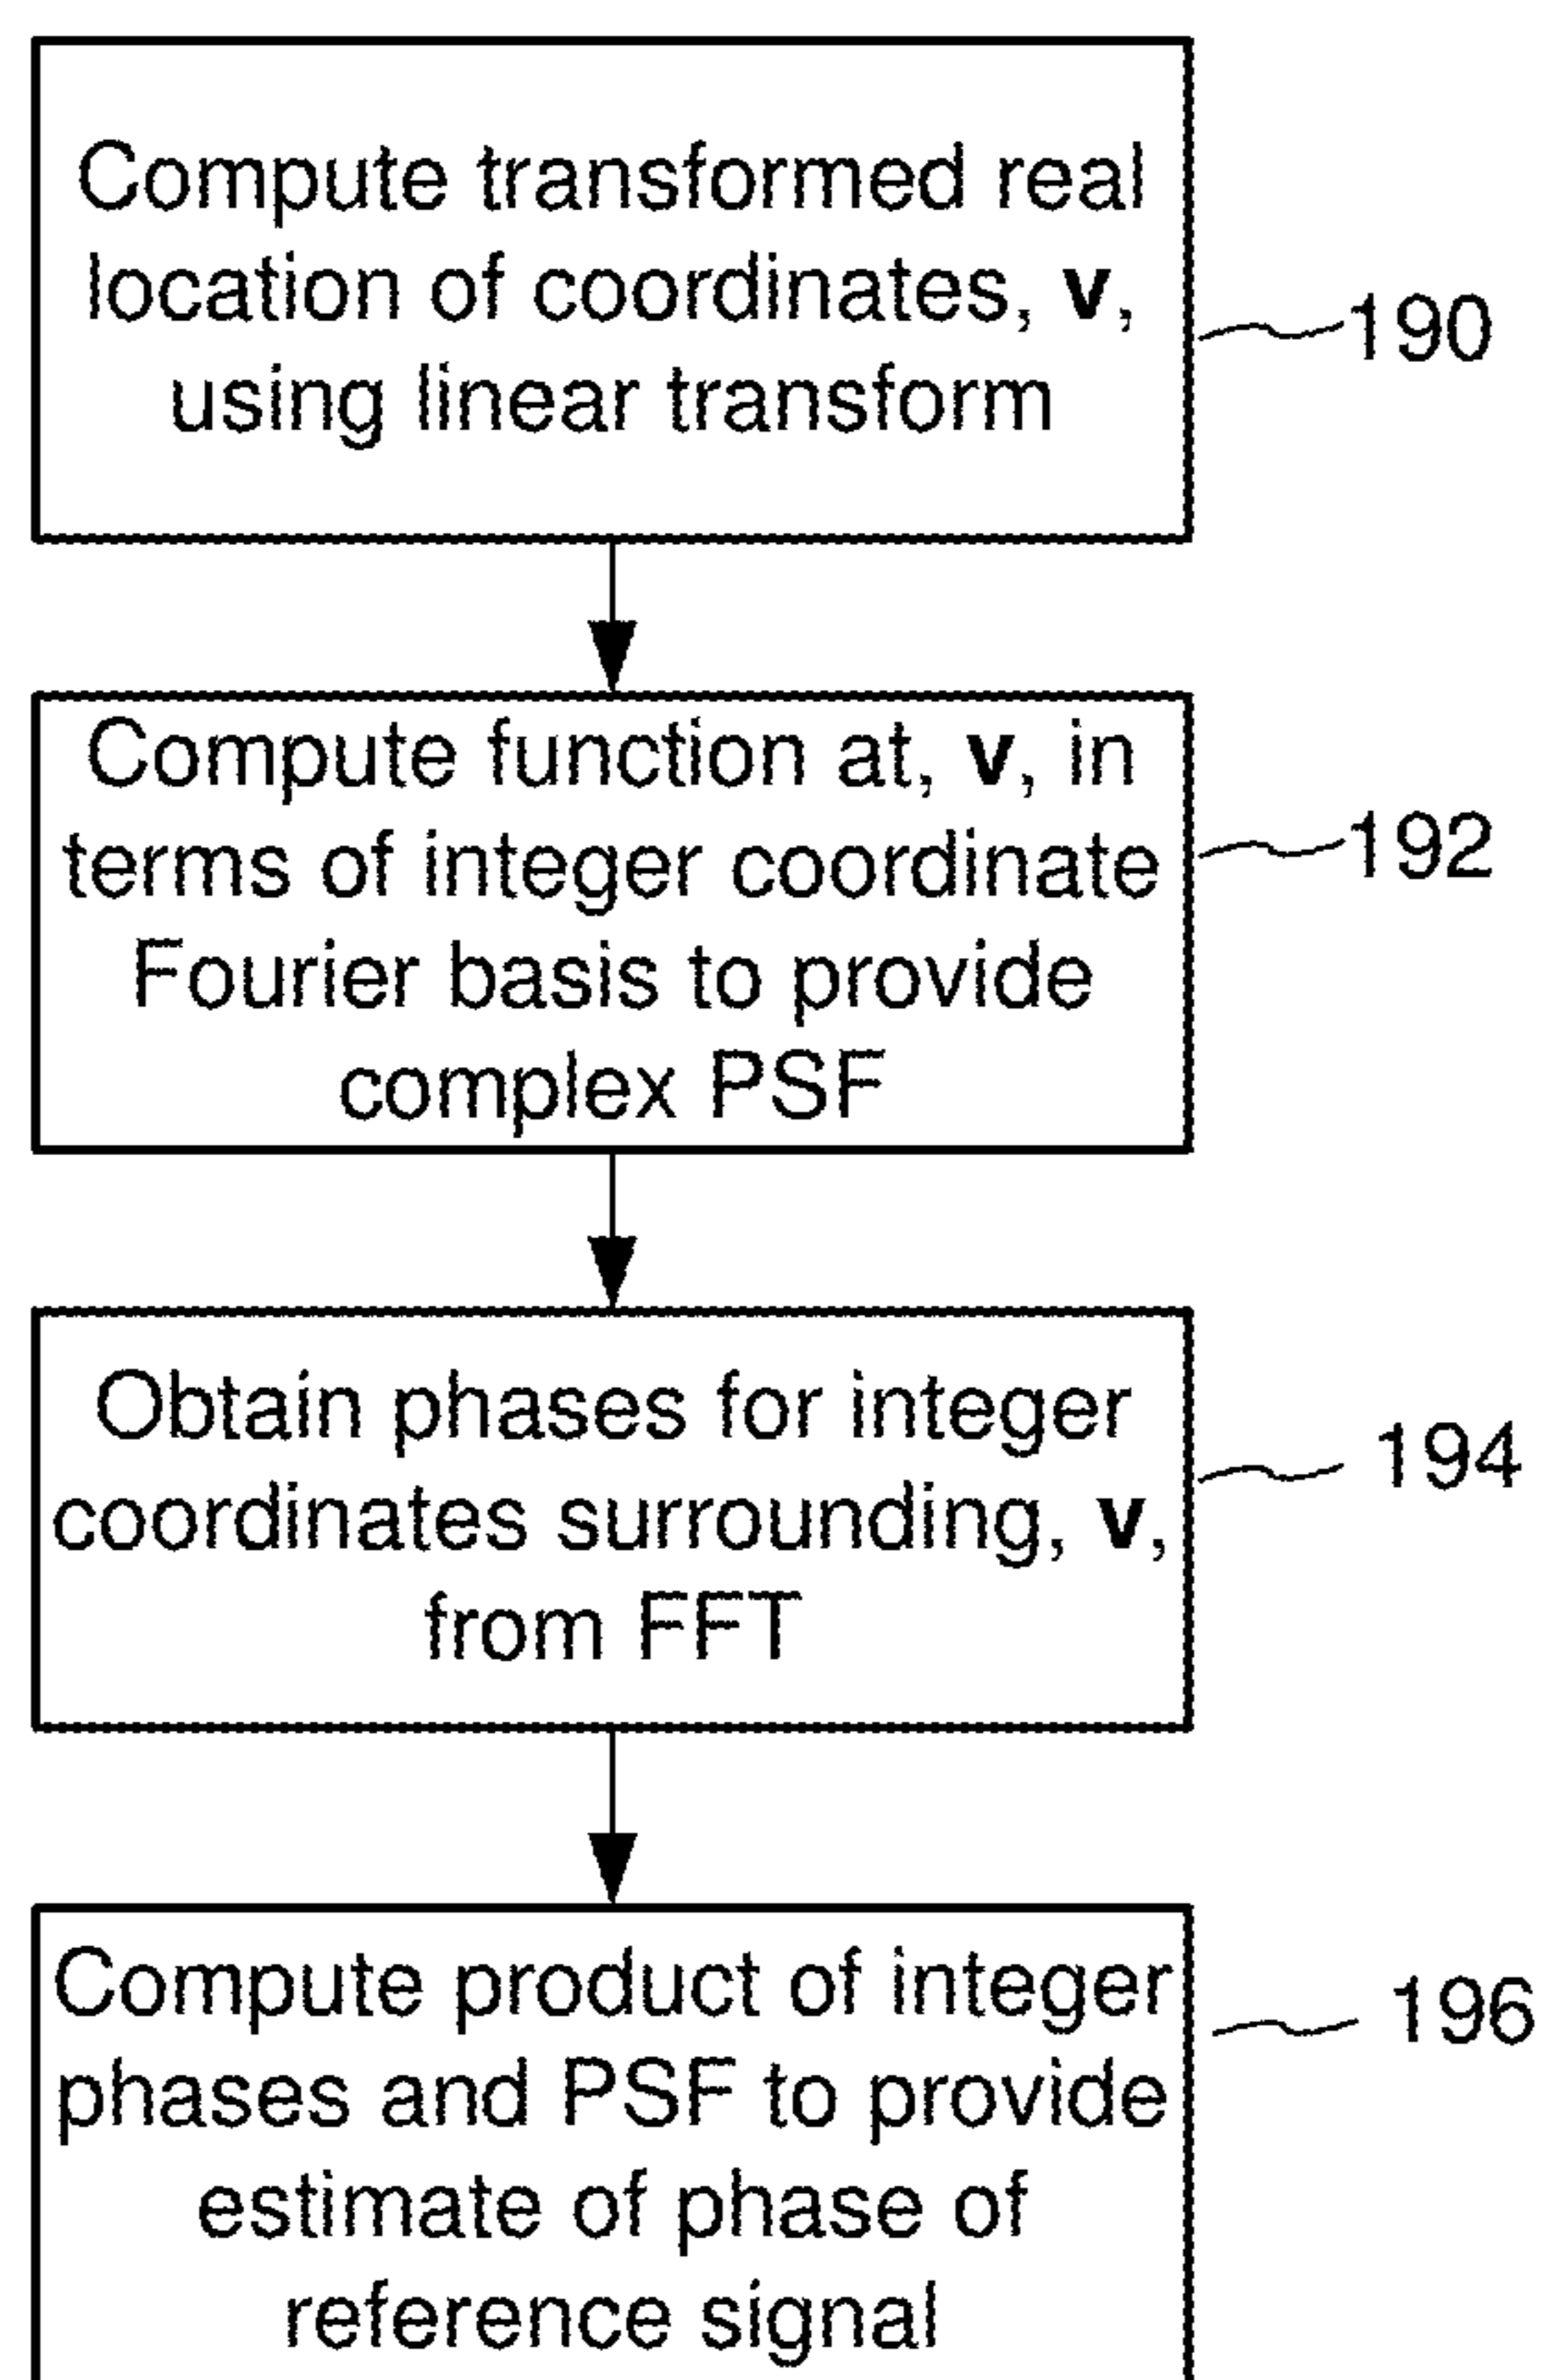 Compute transformed real
location of coordinates, v,
using linear transform
190
Compute function at, v, in
terms of integer coordinate
Fourier basis to provide
complex PSF
192
Obtain phases for integer
coordinates surrounding, v,
from FFT
194
Compute product of integer
phases and PSF to provide
estimate of phase of
reference signal
196